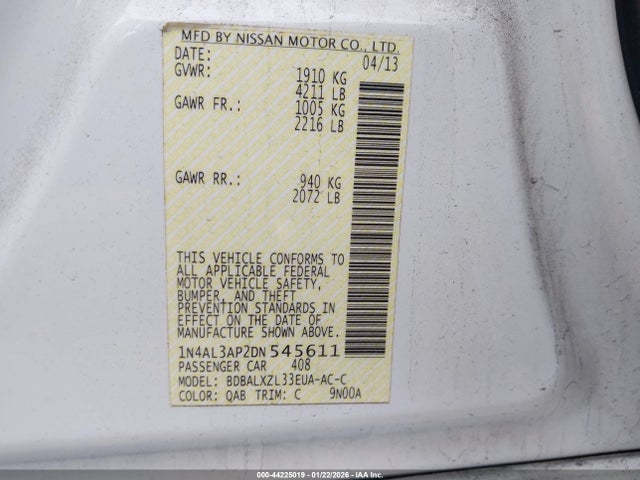 MFD BY NISSAN MOTOR CO., LTD.
DATE: 04/13
GVWR: 1910 KG
4211 LB
GAWR FR.: 1005 KG
2216 LB
GAWR RR.: 940 KG
2072 LB
THIS VEHICLE CONFORMS TO
ALL APPLICABLE FEDERAL
MOTOR VEHICLE SAFETY,
BUMPER, AND THEFT
PREVENTION STANDARDS IN
EFFECT ON THE DATE OF
MANUFACTURE SHOWN ABOVE.
1N4AL3AP2DN545611
PASSENGER CAR 408
MODEL: BDBALXZL33EUA-AC-C
COLOR: QAB TRIM: C 9N00A
000-44225019 | 01/22/2026 - IAA Inc.